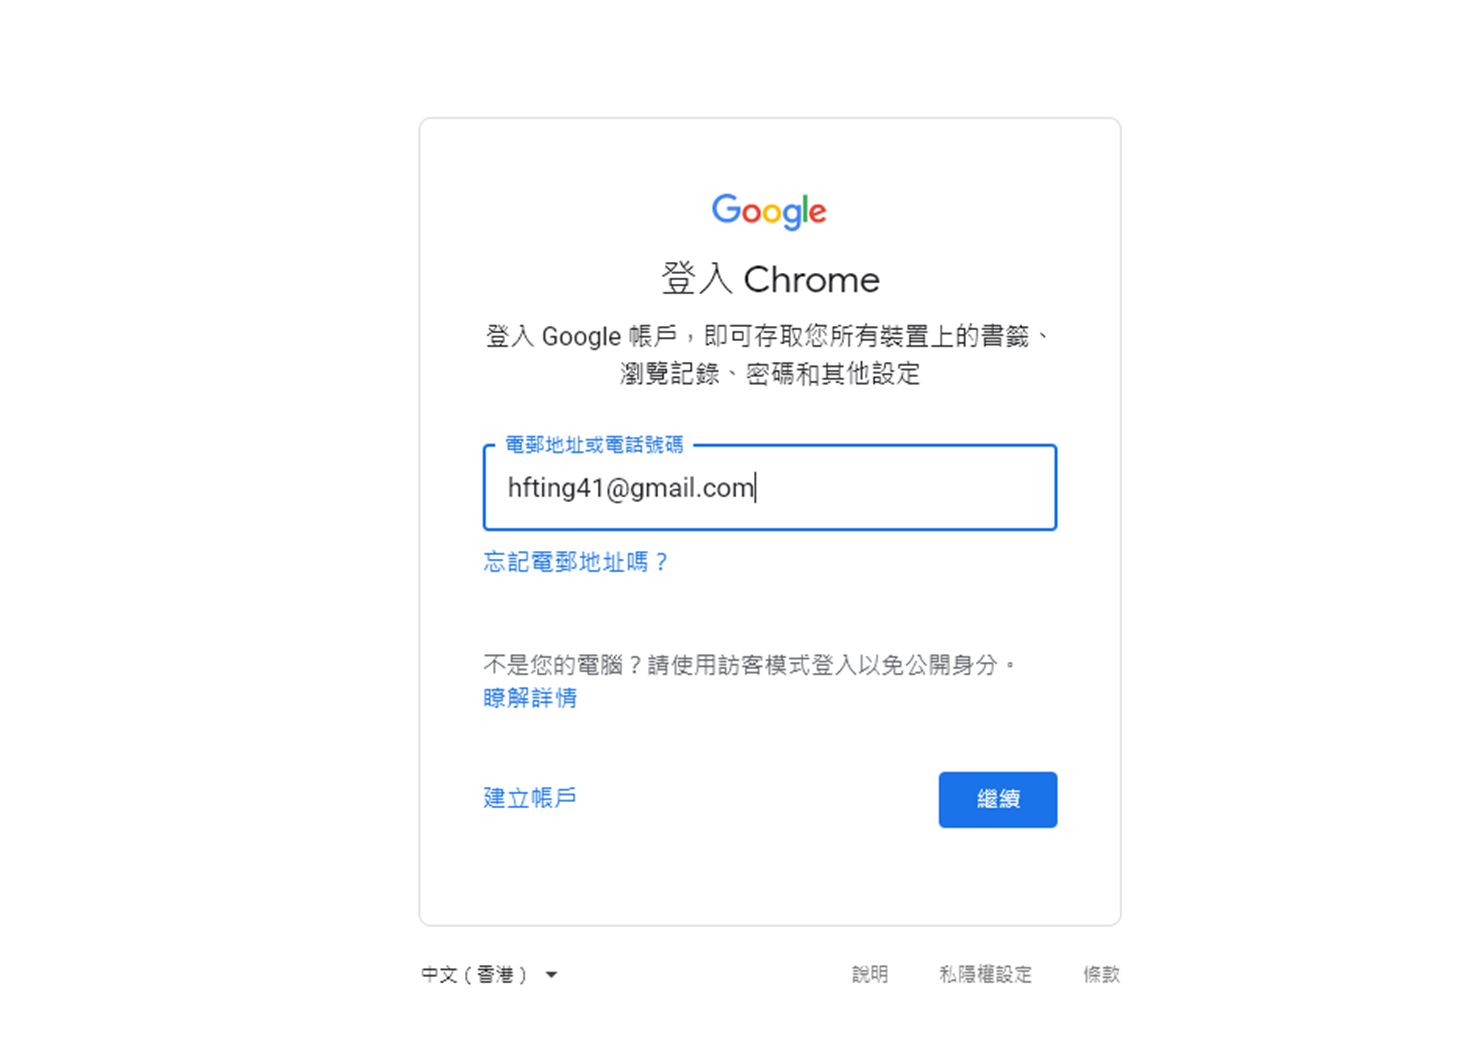 Google
登入 Chrome
登入 Google 帳戶，即可存取您所有裝置上的書籤、
瀏覽記錄、密碼和其他設定
電郵地址或電話號碼
hfting41@gmail.com
忘記電郵地址嗎？
不是您的電腦？請使用訪客模式登入以免公開身分。
瞭解詳情
建立帳戶
繼續
中文（香港）
說明
私隱權設定
條款